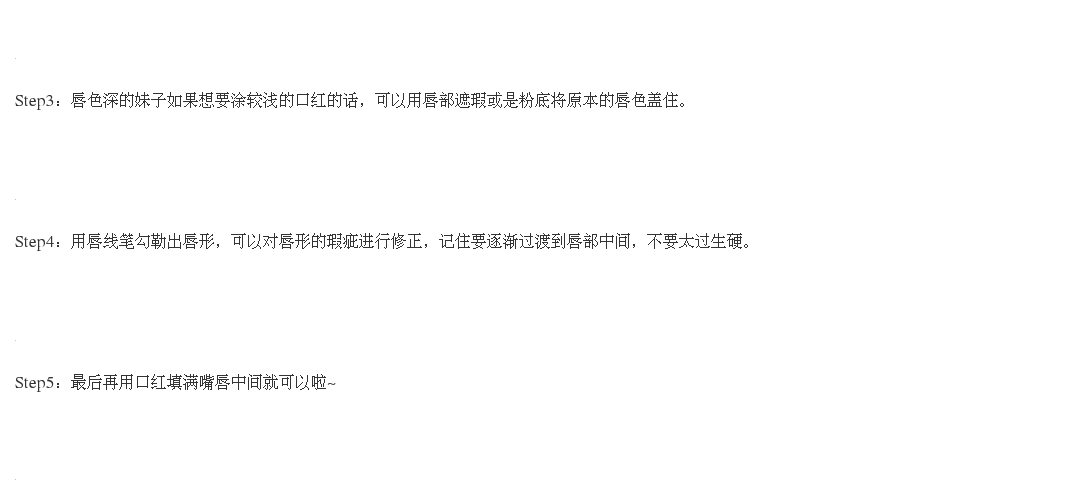 Step3：唇色深的妹子如果想要涂较浅的口红的话，可以用唇部遮瑕或是粉底将原本的唇色盖住。
Step4：用唇线笔勾勒出唇形，可以对唇形的瑕疵进行修正，记住要逐渐过渡到唇部中间，不要太过生硬。
Step5：最后再用口红填满嘴唇中间就可以啦~